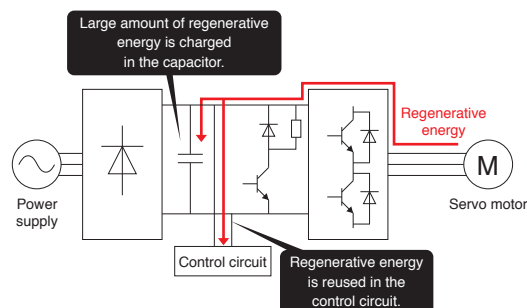 Large amount of regenerative
energy is charged
in the capacitor.
Regenerative
energy
M
Power
supply
Servo motor
Control circuit
Regenerative energy
is reused in the
control circuit.